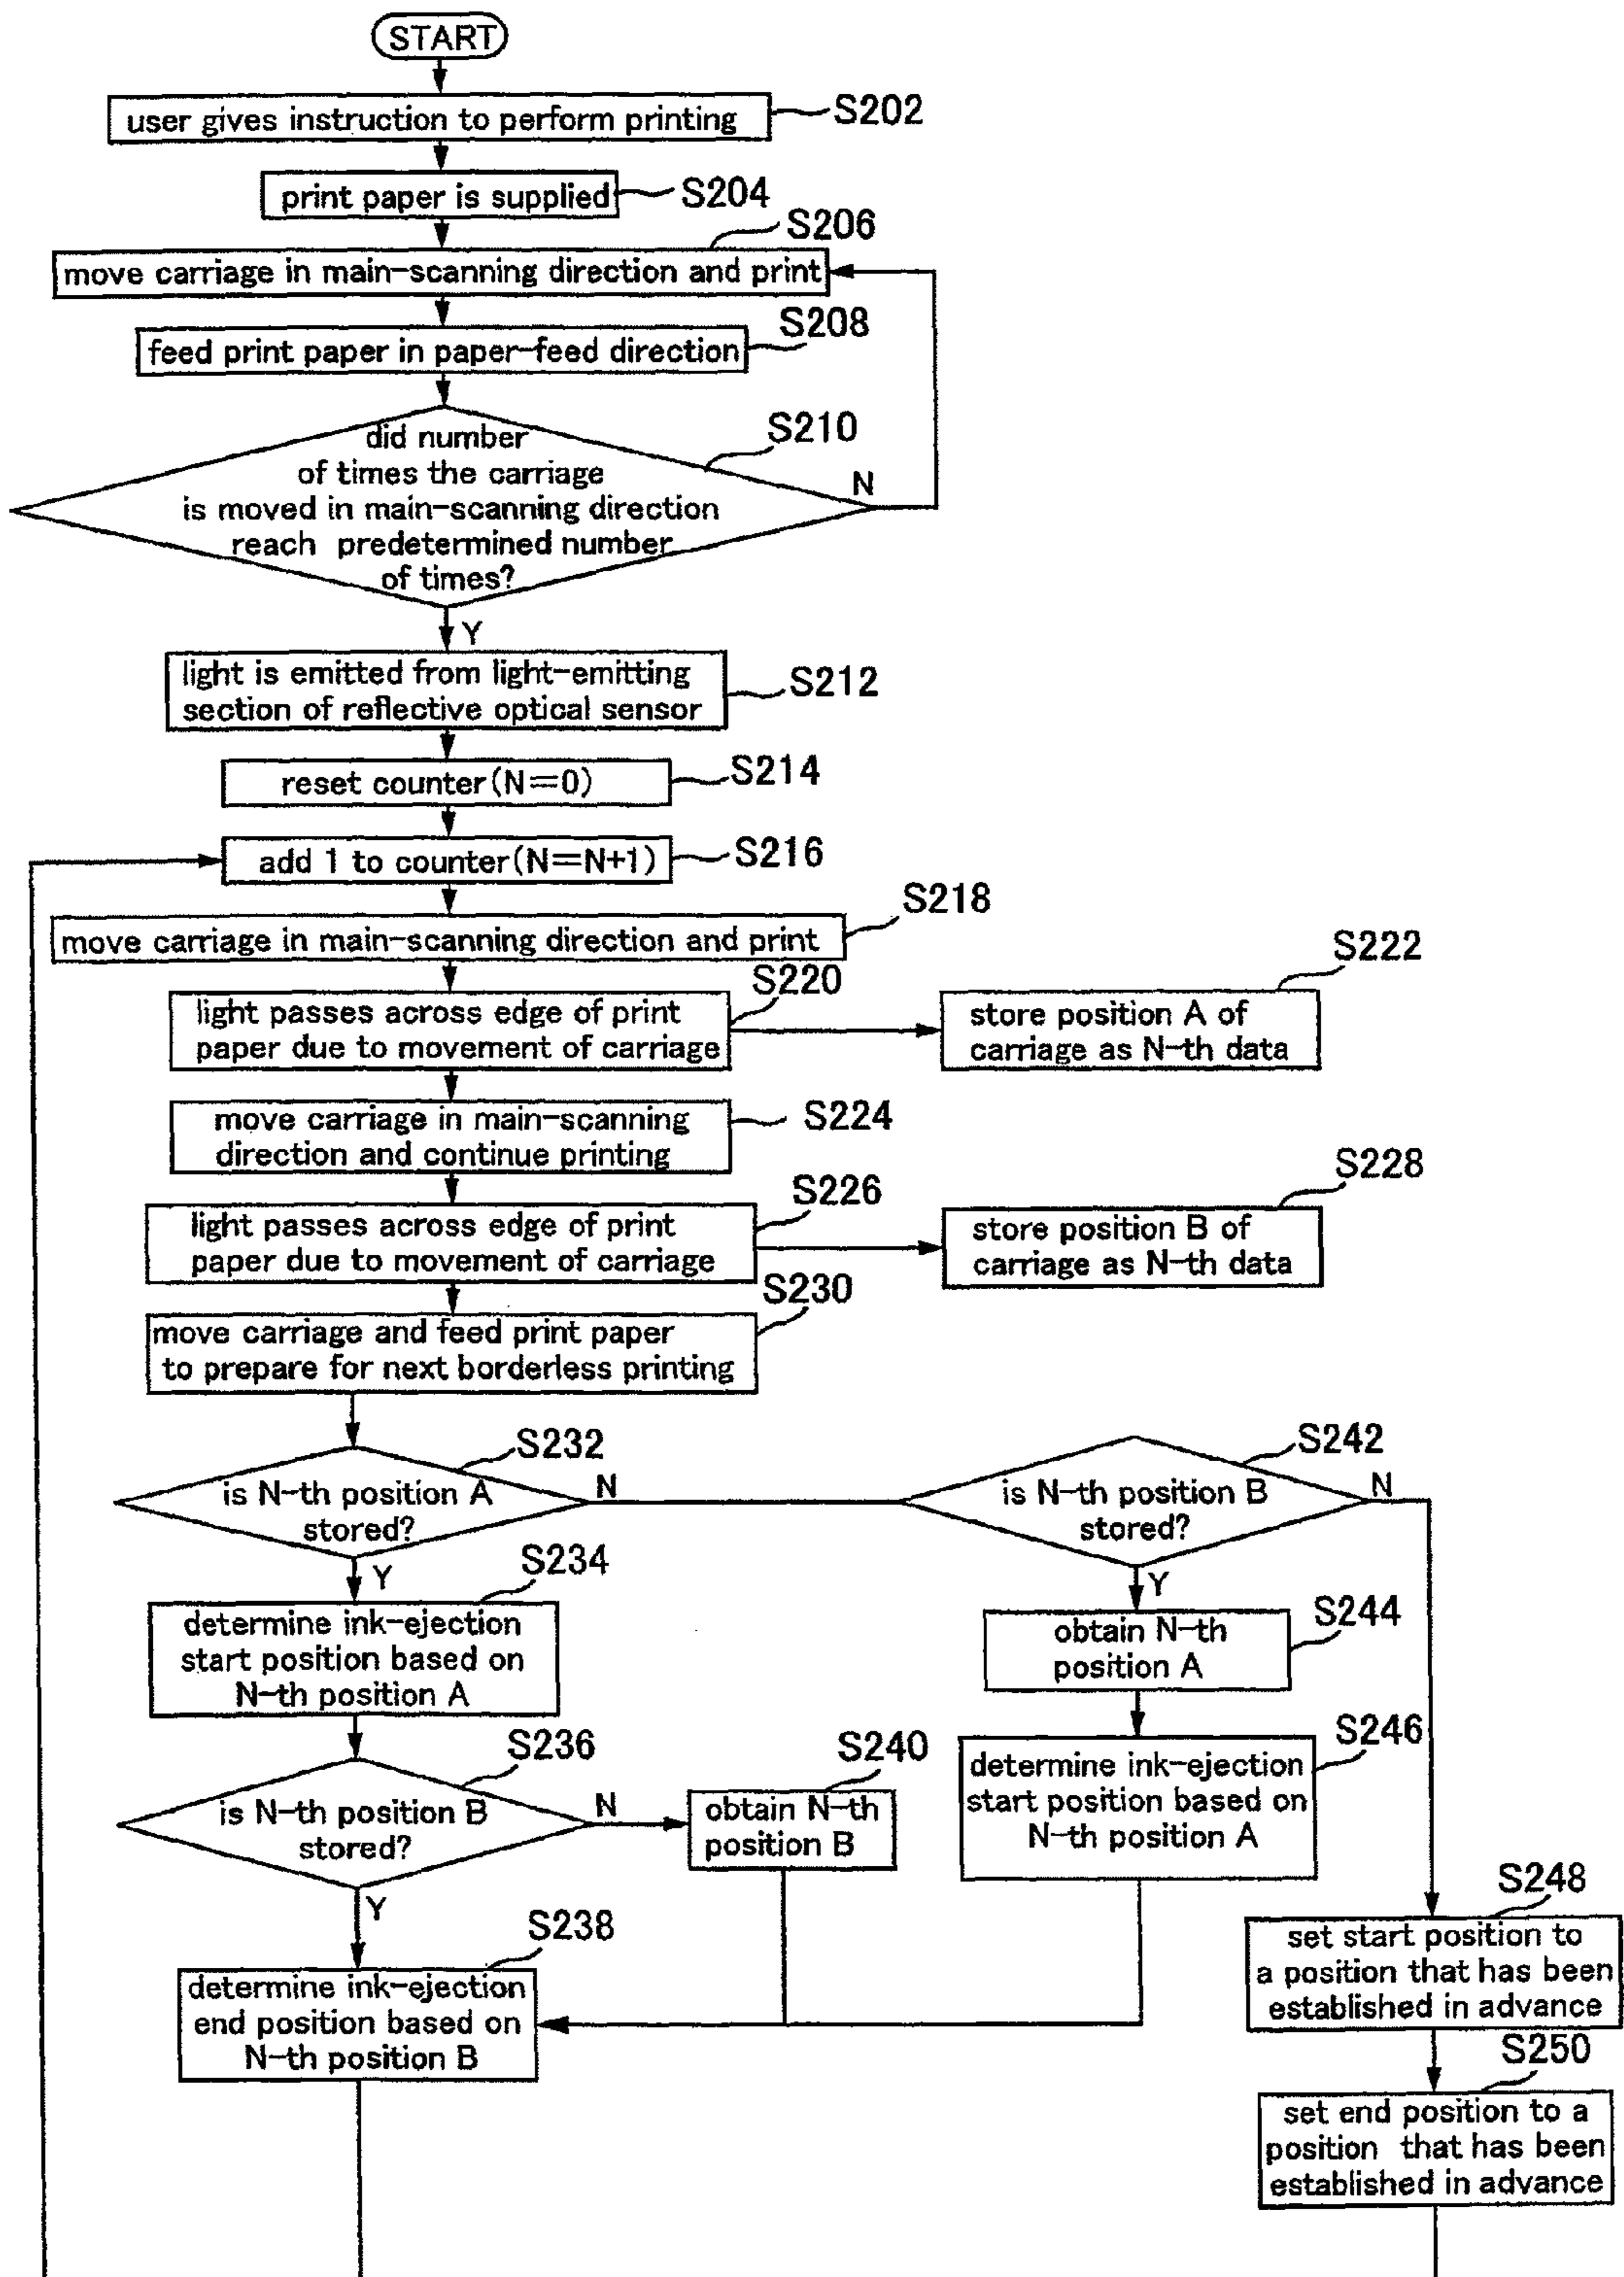 START
user gives instruction to perform printing
S202
print paper is supplied
S204
S206
move carriage in main-scanning direction and print
S208
feed print paper in paper-feed direction
S210
did number
of times the carriage
is moved in main-scanning direction
reach predetermined number
of times?
N
Y
light is emitted from light-emitting
section of reflective optical sensor
S212
reset counter(N=0)
S214
add 1 to counter(N=N+1)
S216
S218
move carriage in main-scanning direction and print
S220
light passes across edge of print
paper due to movement of carriage
S222
store position A of
carriage as N-th data
move carriage in main-scanning
direction and continue printing
S224
S226
light passes across edge of print
paper due to movement of carriage
S228
store position B of
carriage as N-th data
S230
move carriage and feed print paper
to prepare for next borderless printing
S232
is N-th position A
stored?
N
Y
S242
is N-th position B
stored?
N
Y
S234
determine ink-ejection
start position based on
N-th position A
S244
obtain N-th
position A
S236
is N-th position B
stored?
N
Y
S240
obtain N-th
position B
S246
determine ink-ejection
start position based on
N-th position A
S238
determine ink-ejection
end position based on
N-th position B
S248
set start position to
a position that has been
established in advance
S250
set end position to a
position that has been
established in advance